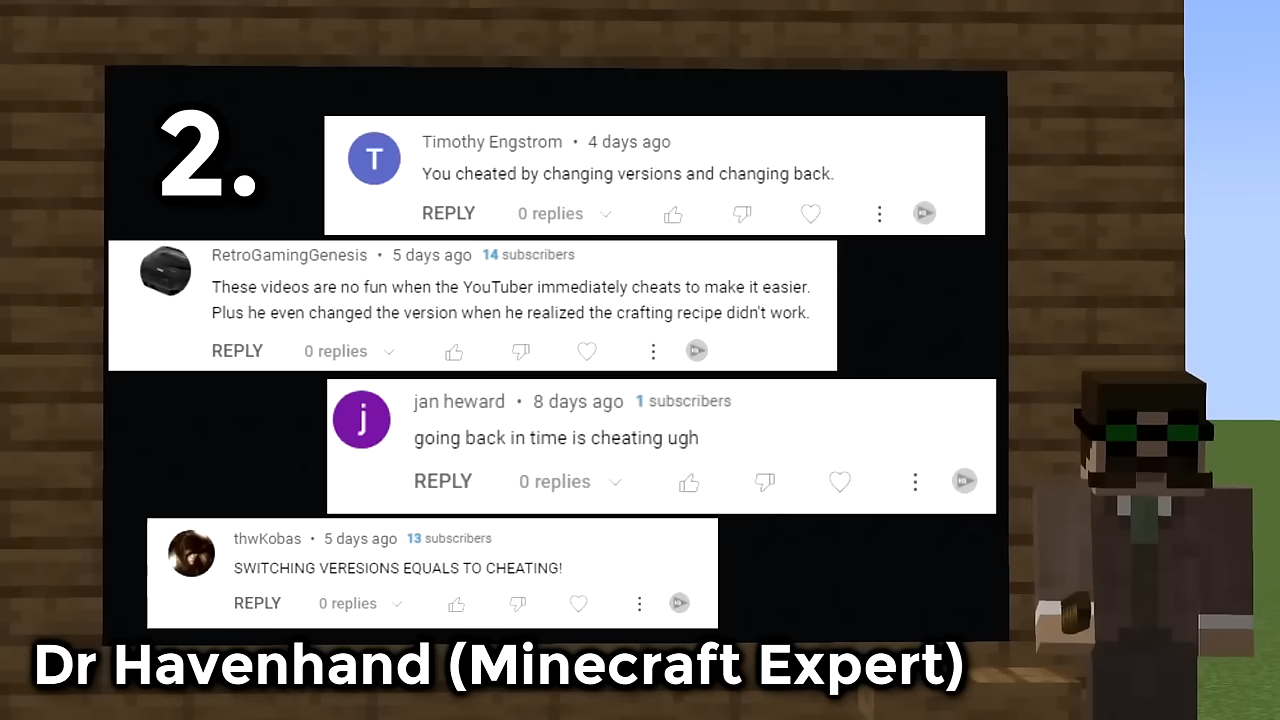 2.
T
Timothy Engstrom • 4 days ago
You cheated by changing versions and changing back.
REPLY 0 replies
RetroGamingGenesis • 5 days ago 14 subscribers
These videos are no fun when the YouTuber immediately cheats to make it easier.
Plus he even changed the version when he realized the crafting recipe didn't work.
REPLY 0 replies
j
jan heward • 8 days ago 1 subscribers
going back in time is cheating ugh
REPLY 0 replies
thwKobas • 5 days ago 13 subscribers
SWITCHING VERESIONS EQUALS TO CHEATING!
REPLY 0 replies
Dr Havenhand (Minecraft Expert)